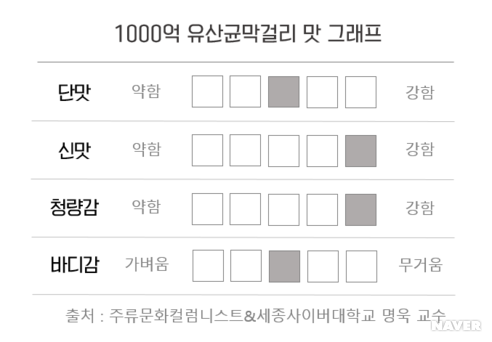 1000억 유산균막걸리 맛 그래프
단맛 약함 강함
신맛 약함 강함
청량감 약함 강함
바디감 가벼움 무거움
출처 : 주류문화컬럼니스트&세종사이버대학교 명욱 교수
NAVER